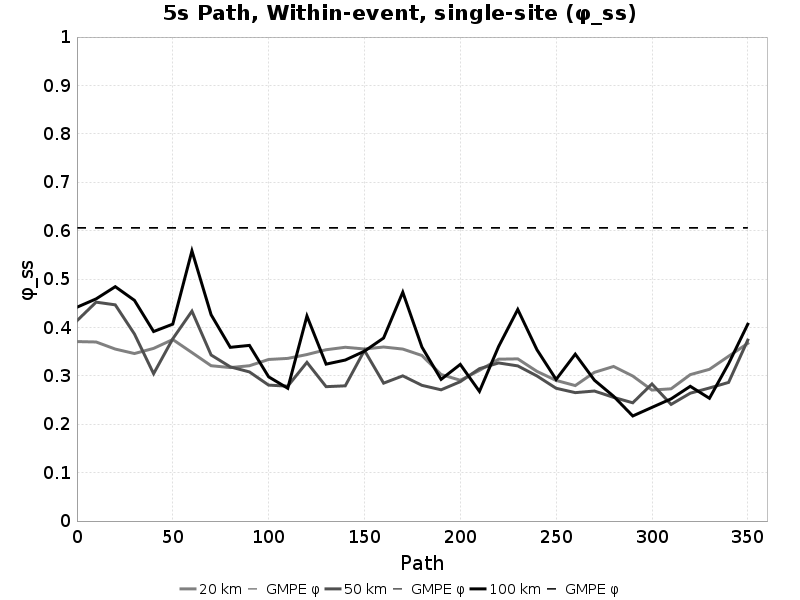 5s Path, Within-event, single-site (φ_ss)
1
0.9
0.8
0.7
0.6
0.5
0.4
0.3
0.2
0.1
0
φ_ss
0 50 100 150 200 250 300 350
Path
20 km GMPE φ 50 km GMPE φ 100 km GMPE φ